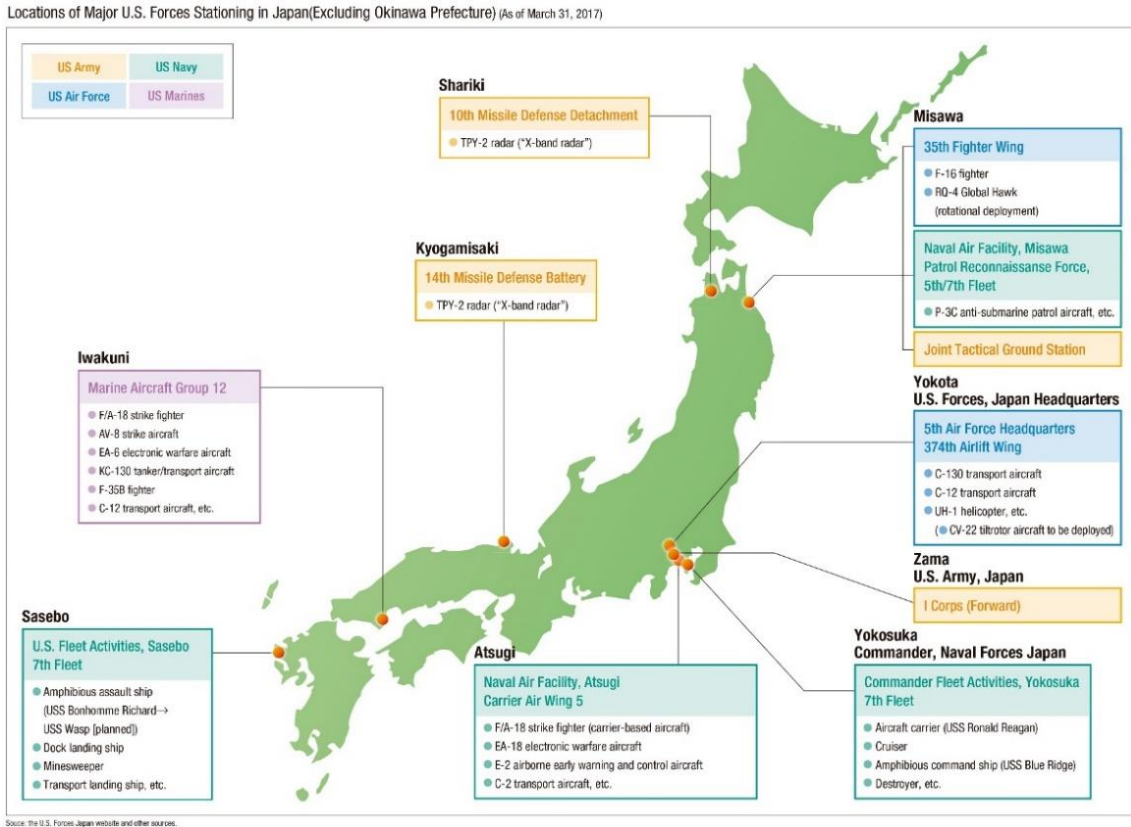 Locations of Major U.S. Forces Stationing in Japan(Excluding Okinawa Prefecture) (As of March 31, 2017)
US Army
US Navy
US Air Force
US Marines
Shariki
10th Missile Defense Detachment
TPY-2 radar (“X-band radar”)
Kyogamisaki
14th Missile Defense Battery
TPY-2 radar (“X-band radar”)
Iwakuni
Marine Aircraft Group 12
F/A-18 strike fighter
AV-8 strike aircraft
EA-6 electronic warfare aircraft
KC-130 tanker/transport aircraft
F-35B fighter
C-12 transport aircraft, etc.
Sasebo
U.S. Fleet Activities, Sasebo
7th Fleet
Amphibious assault ship
(USS Bonhomme Richard→
USS Wasp [planned])
Dock landing ship
Minesweeper
Transport landing ship, etc.
Misawa
35th Fighter Wing
F-16 fighter
RQ-4 Global Hawk
(rotational deployment)
Naval Air Facility, Misawa
Patrol Reconnaissanse Force,
5th/7th Fleet
P-3C anti-submarine patrol aircraft, etc.
Joint Tactical Ground Station
Yokota
U.S. Forces, Japan Headquarters
5th Air Force Headquarters
374th Airlift Wing
C-130 transport aircraft
C-12 transport aircraft
UH-1 helicopter, etc.
(CV-22 tiltrotor aircraft to be deployed)
Zama
U.S. Army, Japan
I Corps (Forward)
Atsugi
Naval Air Facility, Atsugi
Carrier Air Wing 5
F/A-18 strike fighter (carrier-based aircraft)
EA-18 electronic warfare aircraft
E-2 airborne early warning and control aircraft
C-2 transport aircraft, etc.
Yokosuka
Commander, Naval Forces Japan
Commander Fleet Activities, Yokosuka
7th Fleet
Aircraft carrier (USS Ronald Reagan)
Cruiser
Amphibious command ship (USS Blue Ridge)
Destroyer, etc.
Souce: the U.S. Forces Japan website and other sources.